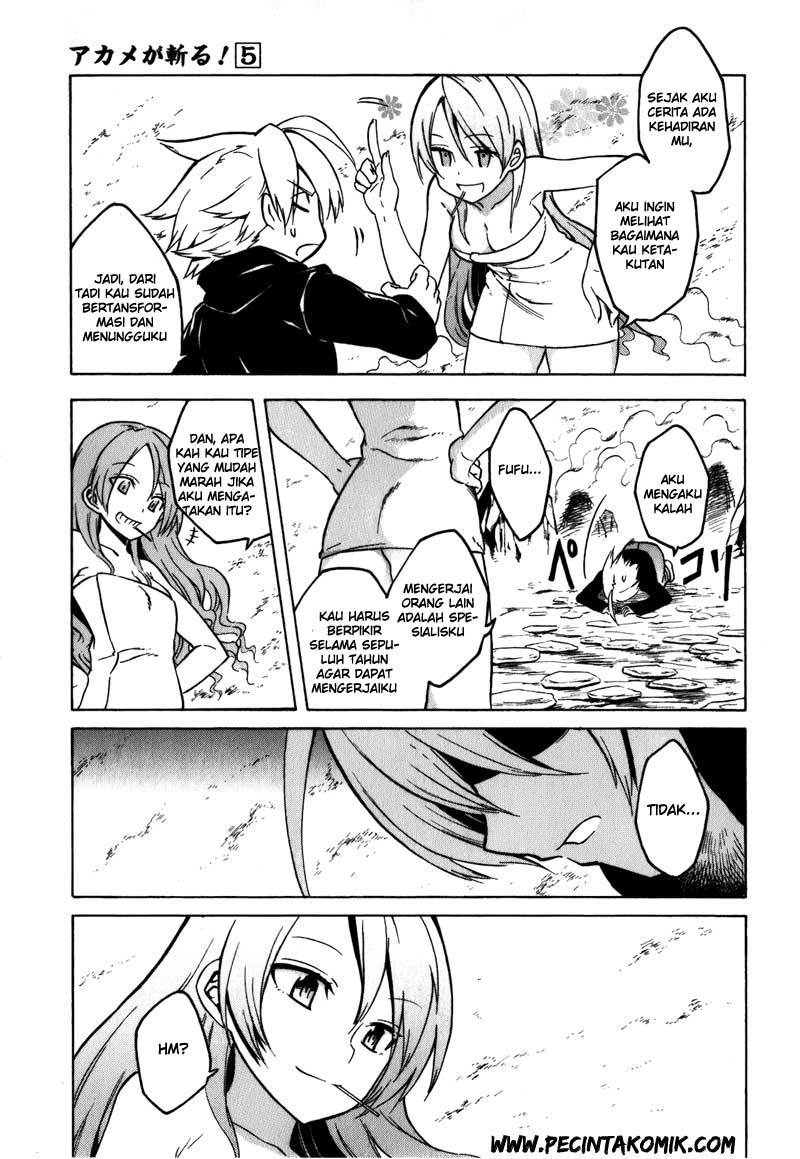 アカメが斬る! 5
SEJAK AKU
CERITA ADA
KEHADIRAN
MU,
AKU INGIN
MELIHAT
BAGAIMANA
KAU KETA-
KUTAN
JADI, DARI
TADI KAU SUDAH
BERTANSFOR-
MASI DAN
MENUNGGUKU
AKU
MENGAKU
KALAH
ペコリ
FUFU...
MENGERJAI
ORANG LAIN
ADALAH SPE-
SIALISKU
KAU HARUS
BERPIKIR
SELAMA SEPU-
LUH TAHUN
AGAR DAPAT
MENGERJAIKU
DAN, APA
KAH KAU TIPE
YANG MUDAH
MARAH JIKA
AKU MENGA-
TAKAN ITU?
TIDAK...
HM?
WWW.PECINTAKOMIK.COM